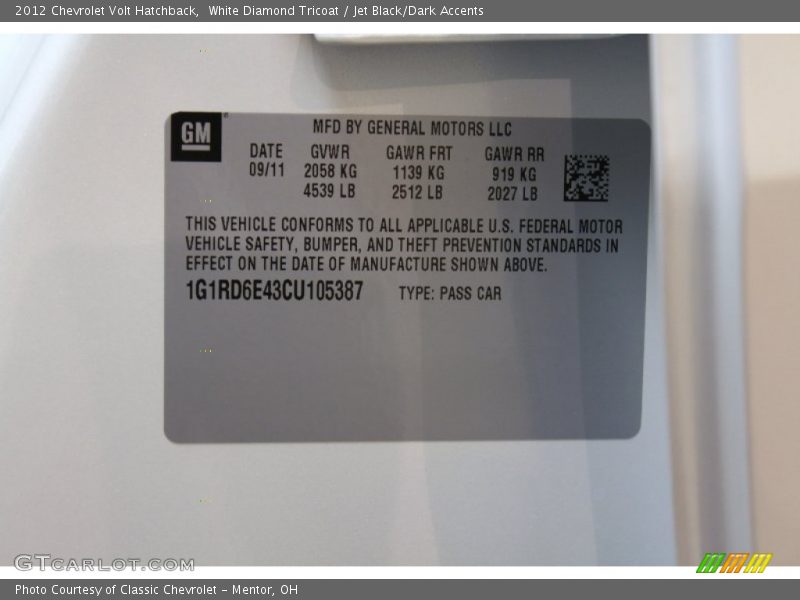 2012 Chevrolet Volt Hatchback, White Diamond Tricoat / Jet Black/Dark Accents
GM
MFD BY GENERAL MOTORS LLC
DATE GVWR GAWR FRT GAWR RR
09/11 2058 KG 1139 KG 919 KG
4539 LB 2512 LB 2027 LB
THIS VEHICLE CONFORMS TO ALL APPLICABLE U.S. FEDERAL MOTOR
VEHICLE SAFETY, BUMPER, AND THEFT PREVENTION STANDARDS IN
EFFECT ON THE DATE OF MANUFACTURE SHOWN ABOVE.
1G1RD6E43CU105387 TYPE: PASS CAR
GTCARLOT.COM
Photo Courtesy of Classic Chevrolet - Mentor, OH